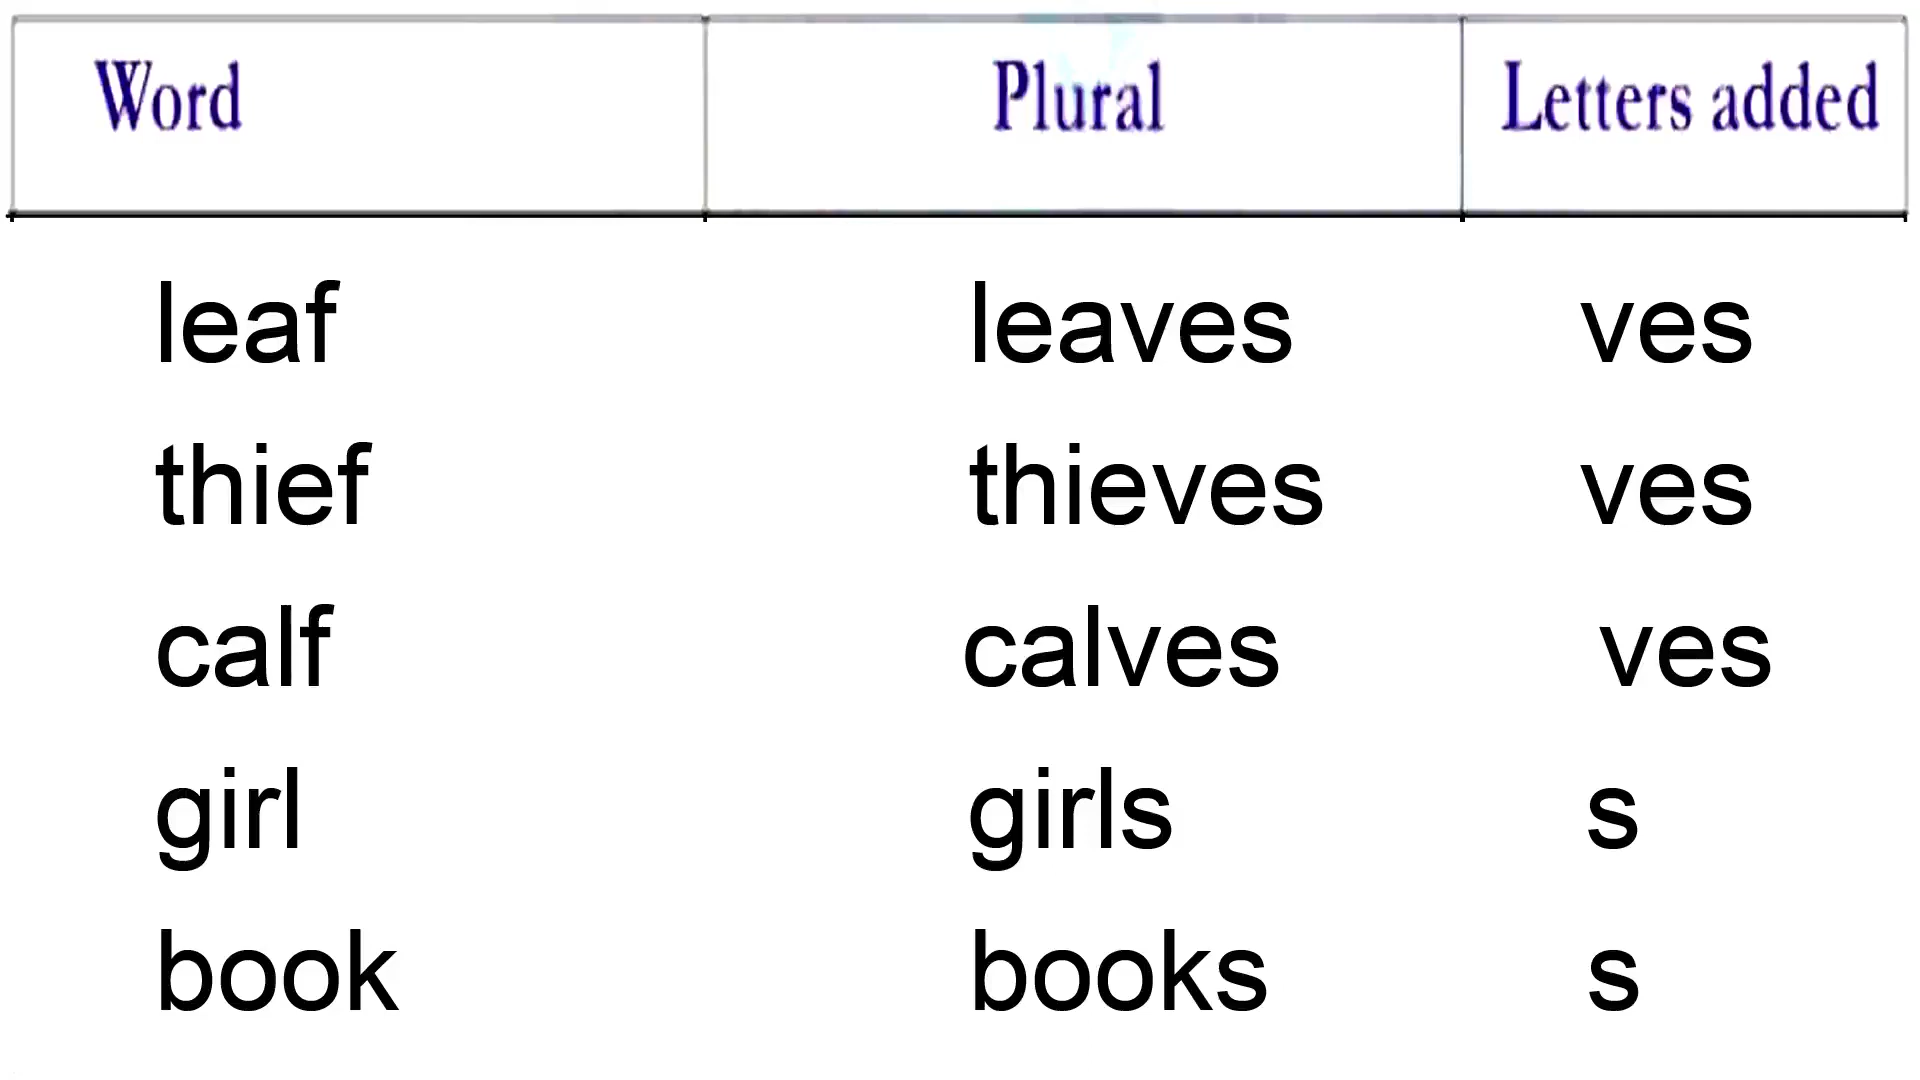 Word Plural Letters added
leaf leaves ves
thief thieves ves
calf calves ves
girl girls s
book books s